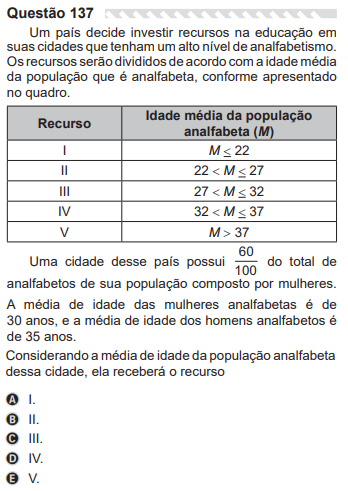 Questão 137
Um país decide investir recursos na educação em
suas cidades que tenham um alto nível de analfabetismo.
Os recursos serão divididos de acordo com a idade média
da população que é analfabeta, conforme apresentado
no quadro.
Recurso
Idade média da população
analfabeta (M)
I
M ≤ 22
II
22 < M ≤ 27
III
27 < M ≤ 32
IV
32 < M ≤ 37
V
M > 37
Uma cidade desse país possui 60/100 do total de
analfabetos de sua população composto por mulheres.
A média de idade das mulheres analfabetas é de
30 anos, e a média de idade dos homens analfabetos é
de 35 anos.
Considerando a média de idade da população analfabeta
dessa cidade, ela receberá o recurso
A I.
B II.
C III.
D IV.
E V.